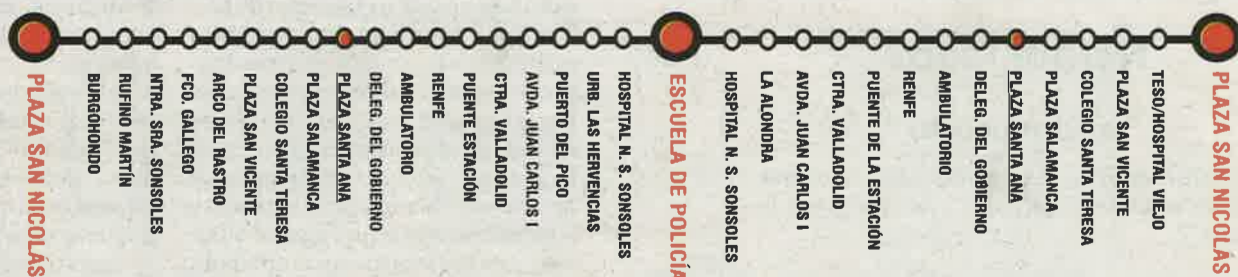 PLAZA SAN NICOLÁS
BURGOHONDO
RUFINO MARTÍN
NTRA. SRA. SONSOLES
FCO. GALLEGO
ARCO DEL RASTRO
PLAZA SAN VICENTE
COLEGIO SANTA TERESA
PLAZA SALAMANCA
PLAZA SANTA ANA
DELEG. DEL GOBIERNO
AMBULATORIO
RENFE
PUENTE ESTACIÓN
CTRA. VALLADOLID
AVDA. JUAN CARLOS I
PUERTO DEL PICO
URB. LAS HERVENCIAS
HOSPITAL N. S. SONSOLES
ESCUELA DE POLICÍA
HOSPITAL N. S. SONSOLES
LA ALONDRA
AVDA. JUAN CARLOS I
CTRA. VALLADOLID
PUENTE DE LA ESTACIÓN
RENFE
AMBULATORIO
DELEG. DEL GOBIERNO
PLAZA SANTA ANA
PLAZA SALAMANCA
COLEGIO SANTA TERESA
PLAZA SAN VICENTE
TESO/HOSPITAL VIEJO
PLAZA SAN NICOLÁS